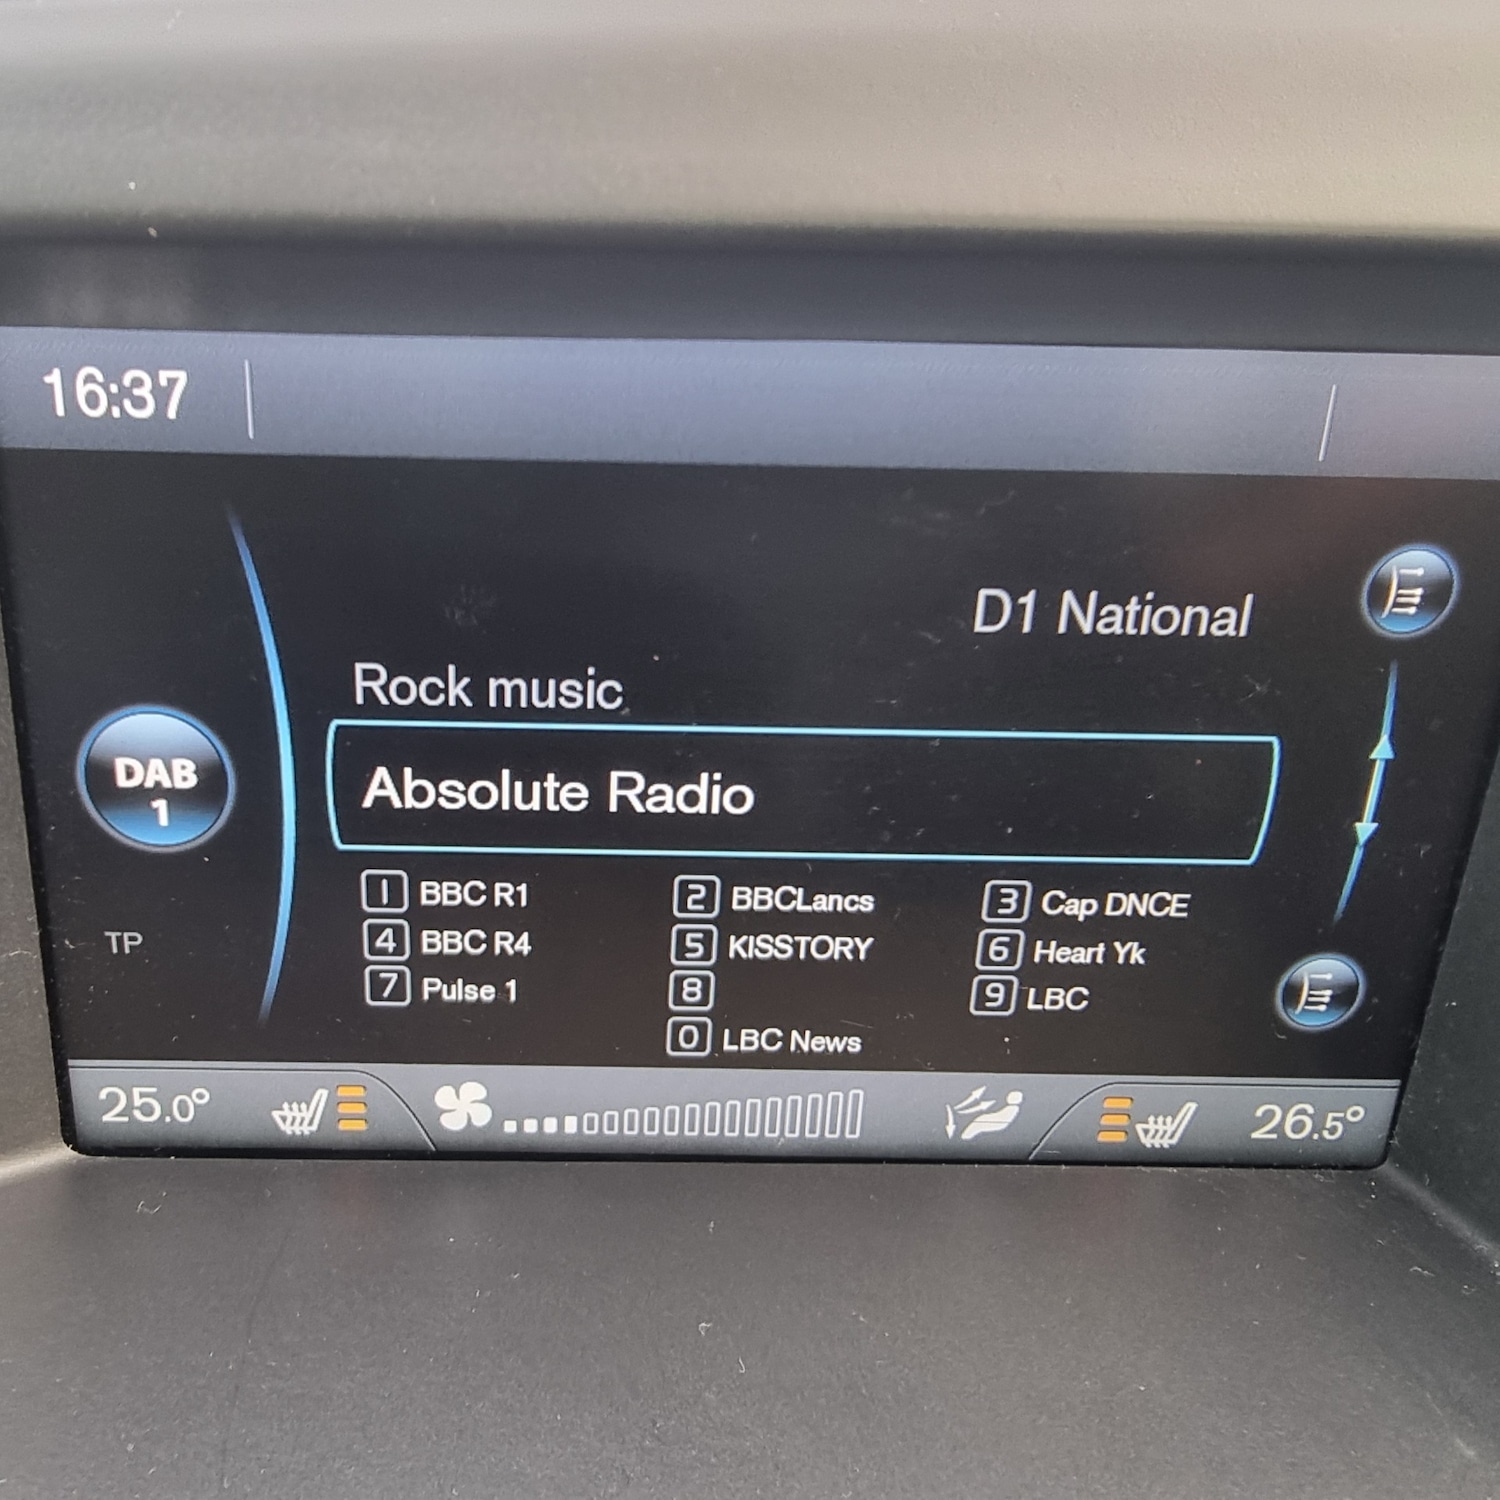 16:37
D1 National
Rock music
DAB
1
Absolute Radio
1 BBC R1 2 BBCLancs 3 Cap DNCE
4 BBC R4 5 KISSTORY 6 Heart Yk
TP
7 Pulse 1 8 9 LBC
0 LBC News
25.0° 26.5°